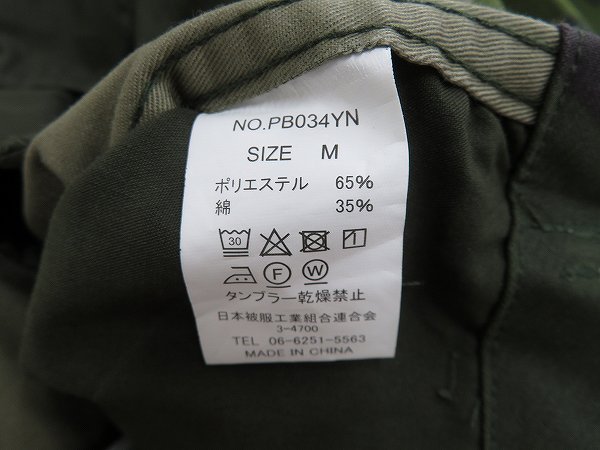 NO.PB034YN
SIZE M
ポリエステル 65%
綿 35%
30
F W
タンブラー乾燥禁止
日本被服工業組合連合会
3-4700
TEL 06-6251-5563
MADE IN CHINA